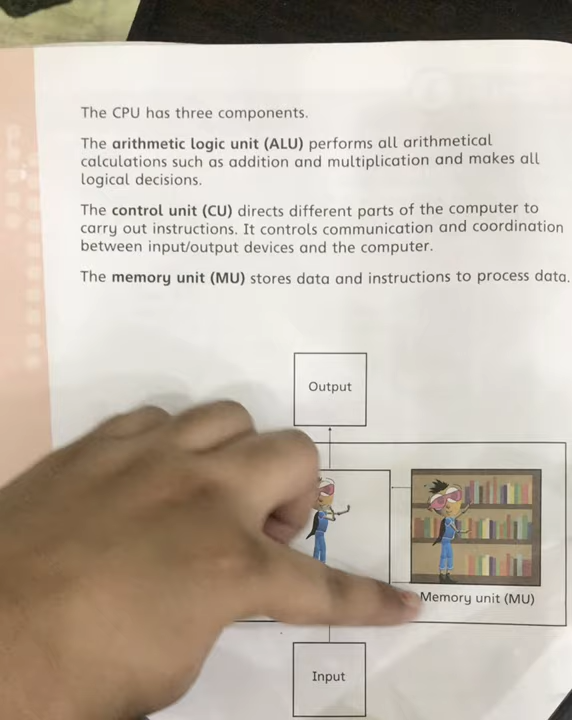 The CPU has three components.
The arithmetic logic unit (ALU) performs all arithmetical
calculations such as addition and multiplication and makes all
logical decisions.
The control unit (CU) directs different parts of the computer to
carry out instructions. It controls communication and coordination
between input/output devices and the computer.
The memory unit (MU) stores data and instructions to process data.
Output
Memory unit (MU)
Input